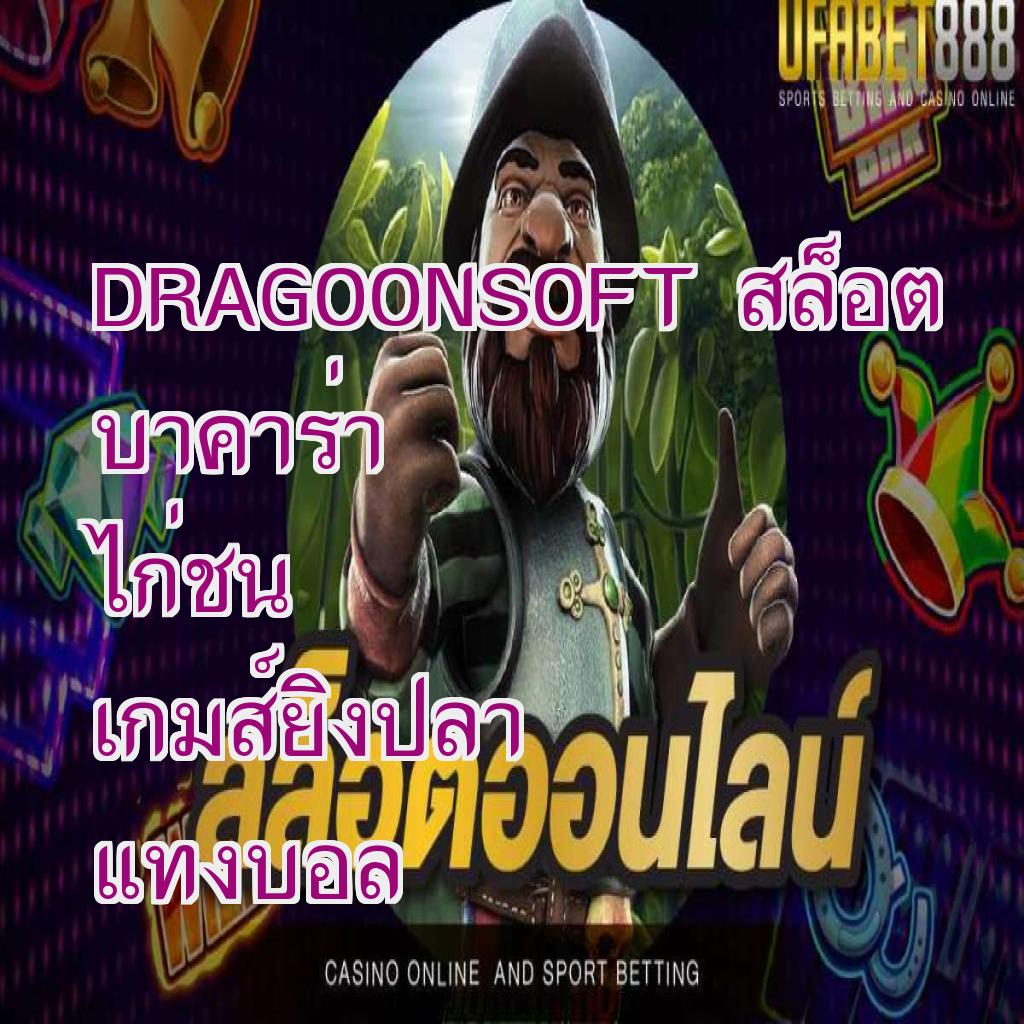 UFABET888
SPORTS BETTING AND CASINO ONLINE
BAR
DRAGOONSOFT สล็อต
บาคาร่า
ไก่ชน
เกมส์ยิงปลา
สล็อตออนไลน์
แทงบอล
CASINO ONLINE AND SPORT BETTING